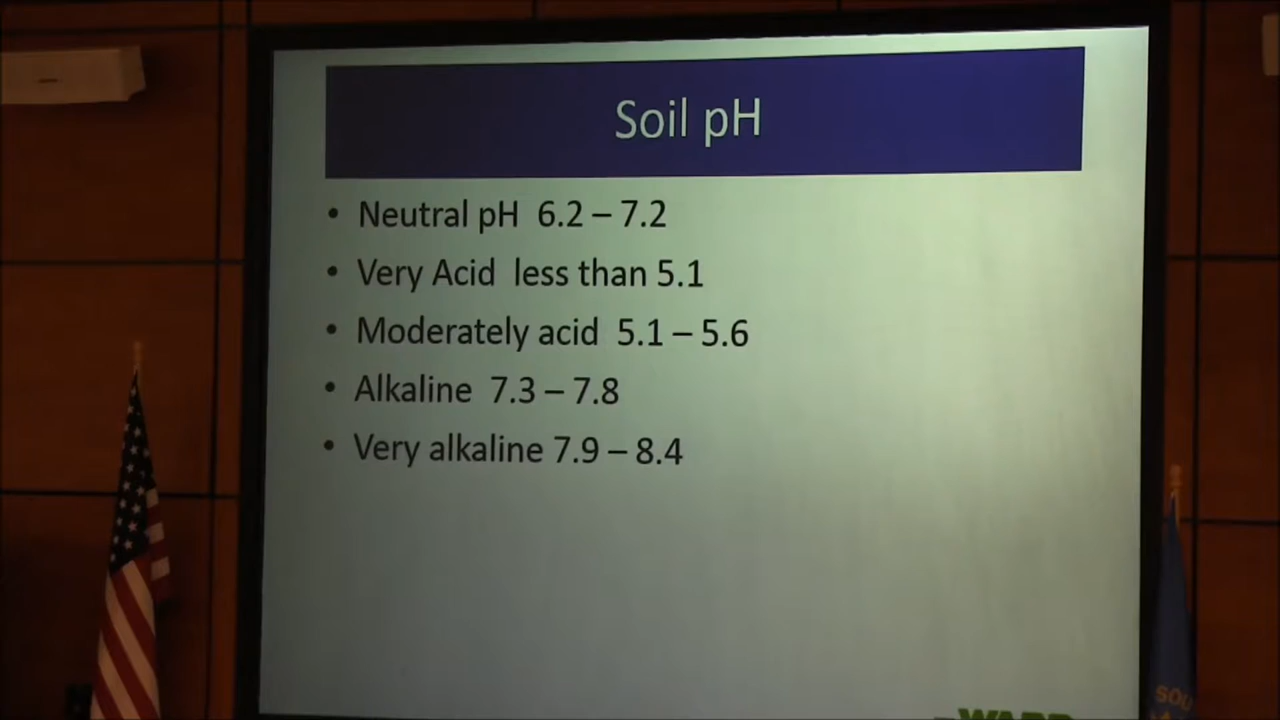 Soil pH
• Neutral pH 6.2 – 7.2
• Very Acid less than 5.1
• Moderately acid 5.1 – 5.6
• Alkaline 7.3 – 7.8
• Very alkaline 7.9 – 8.4
SOU